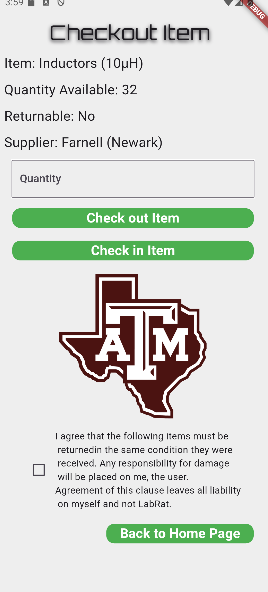 3:59
DEBUG
Checkout Item
Item: Inductors (10µH)
Quantity Available: 32
Returnable: No
Supplier: Farnell (Newark)
Quantity
Check out Item
Check in Item
A T M
I agree that the following items must be
returnedin the same condition they were
received. Any responsibility for damage
will be placed on me, the user.
Agreement of this clause leaves all liability
on myself and not LabRat.
Back to Home Page